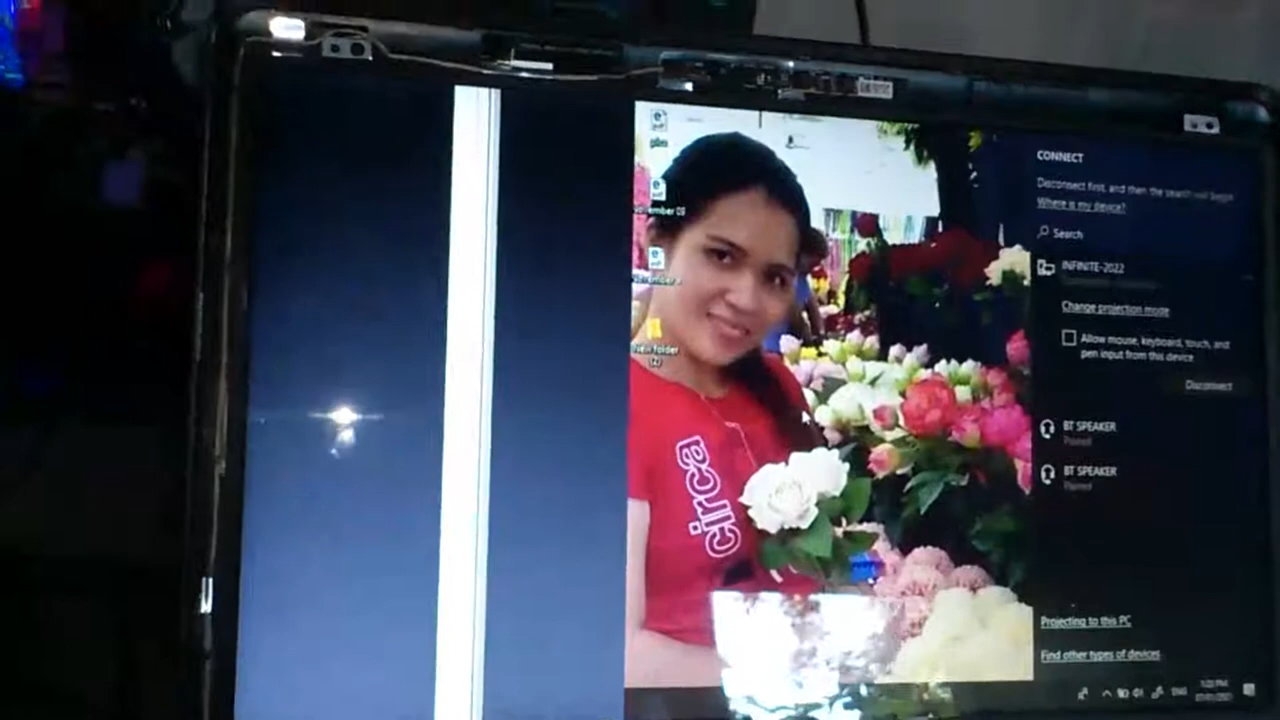 CONNECT
Disconnect first, and then the search will begin
Where is my device?
Search
INFINITE-2022
Change projection mode
Allow mouse, keyboard, touch, and
pen input from this device
Disconnect
BT SPEAKER
Paired
BT SPEAKER
Paired
Projecting to this PC
Find other types of devices
ENG
New folder
(2)
circa